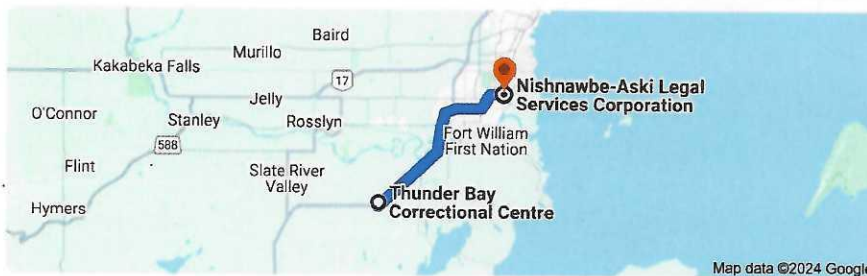 Baird
Murillo
Kakabeka Falls
17
Nishnawbe-Aski Legal
Services Corporation
O'Connor
Jelly
Stanley
Rosslyn
588
Fort William
First Nation
Flint
Slate River
Valley
Thunder Bay
Correctional Centre
Hymers
Map data ©2024 Google